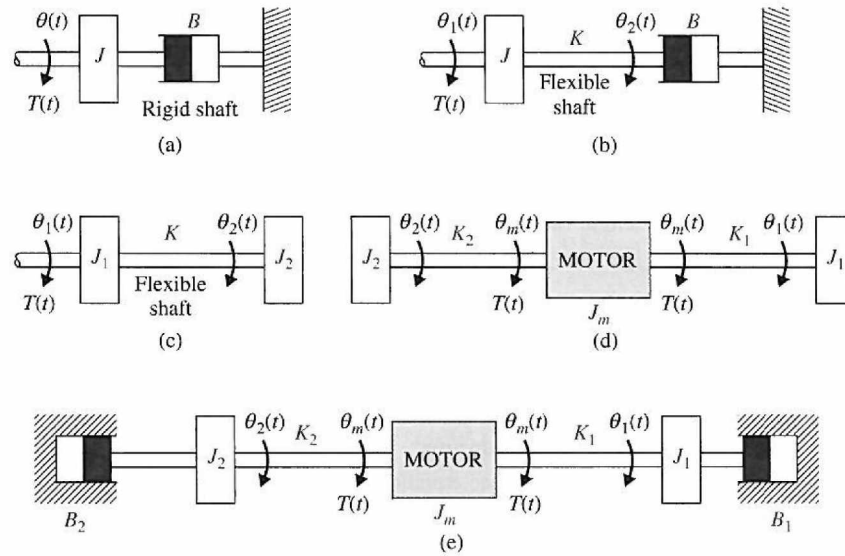 θ(t) B
J
T(t) Rigid shaft
(a)
θ₁(t) K θ₂(t) B
J
T(t) Flexible
shaft
(b)
θ₁(t) K θ₂(t)
J₁ J₂
T(t) Flexible
shaft
(c)
θ₂(t) K₂ θₘ(t) θₘ(t) K₁ θ₁(t)
J₂ MOTOR J₁
T(t) T(t)
Jₘ
(d)
θ₂(t) K₂ θₘ(t) θₘ(t) K₁ θ₁(t)
J₂ MOTOR J₁
T(t) T(t)
B₂ Jₘ B₁
(e)